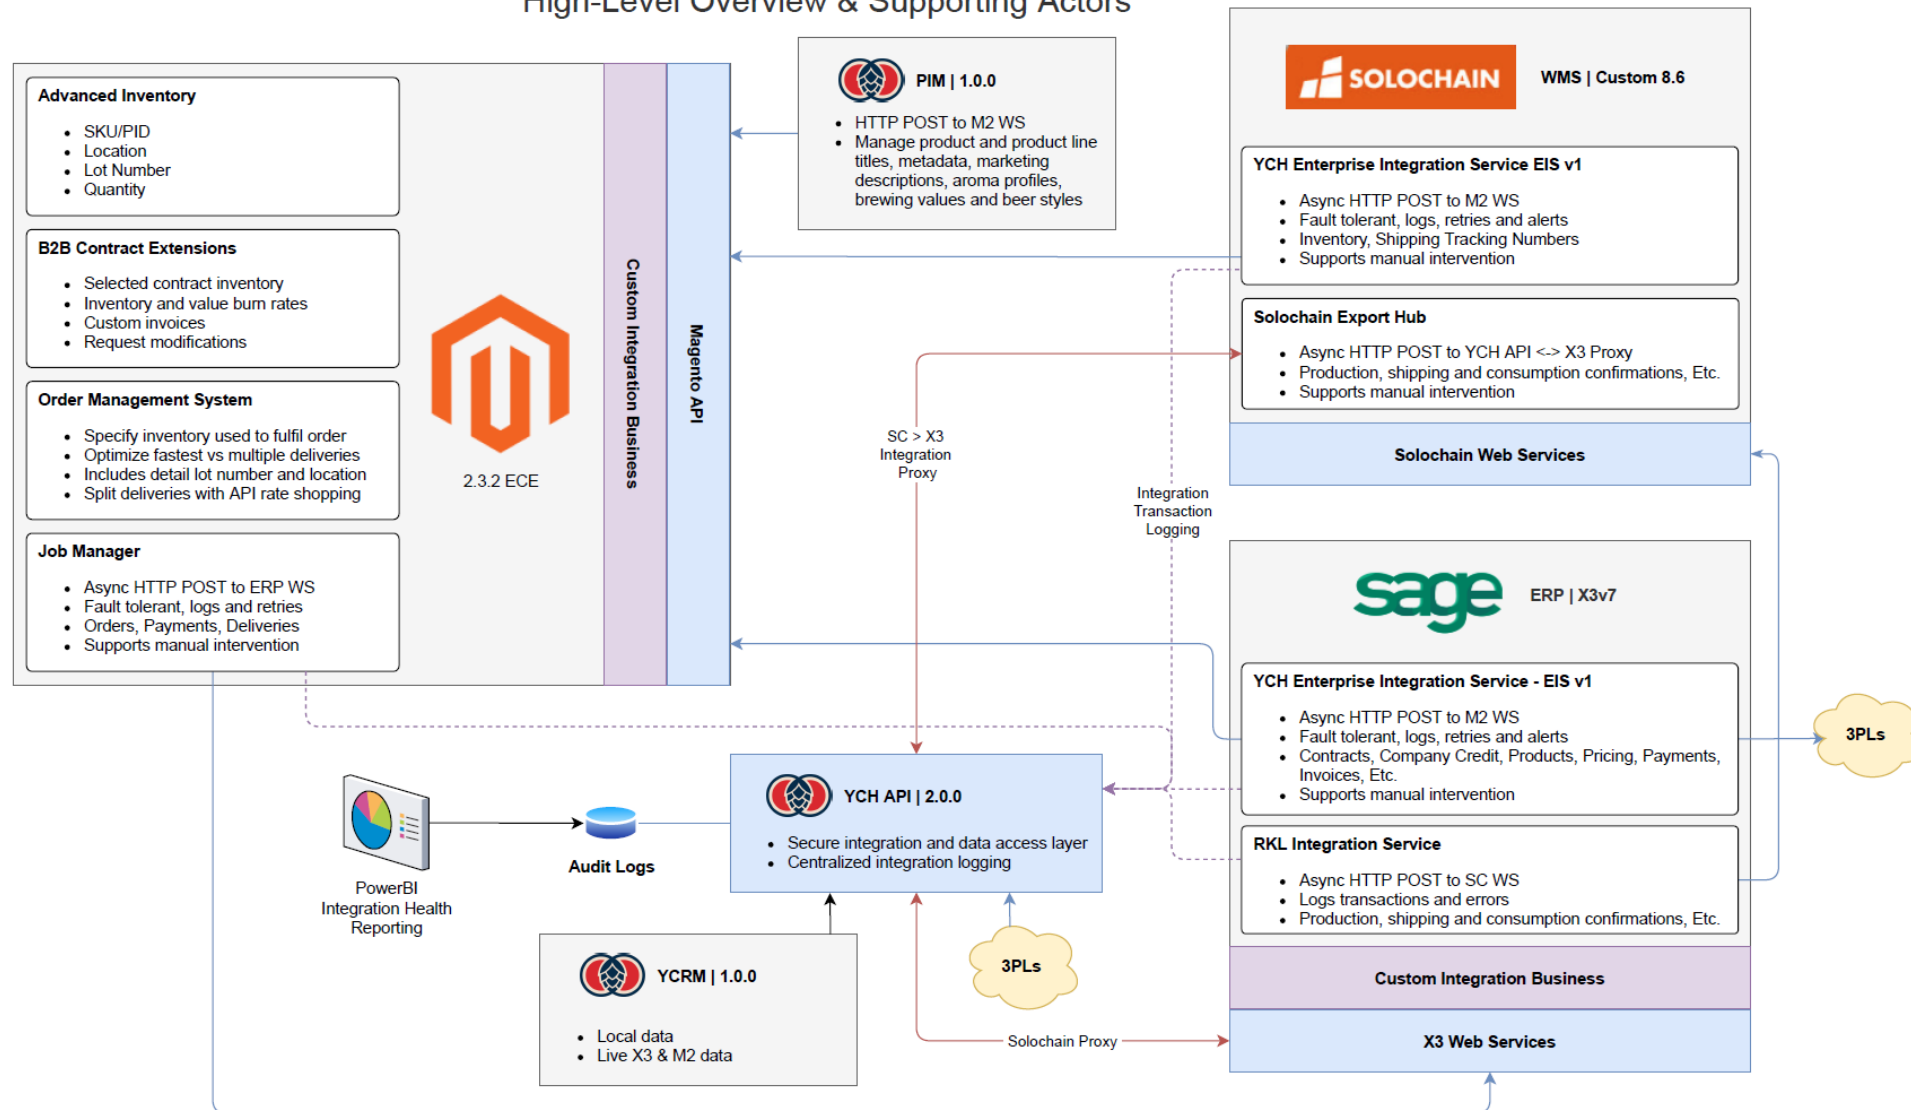 High-Level Overview & Supporting Actors
Advanced Inventory
SKU/PID
Location
Lot Number
Quantity
B2B Contract Extensions
Selected contract inventory
Inventory and value burn rates
Custom invoices
Request modifications
Order Management System
Specify inventory used to fulfil order
Optimize fastest vs multiple deliveries
Includes detail lot number and location
Split deliveries with API rate shopping
Job Manager
Async HTTP POST to ERP WS
Fault tolerant, logs and retries
Orders, Payments, Deliveries
Supports manual intervention
2.3.2 ECE
Custom Integration Business
Magento API
PIM | 1.0.0
HTTP POST to M2 WS
Manage product and product line
titles, metadata, marketing
descriptions, aroma profiles,
brewing values and beer styles
SOLOCHAIN
WMS | Custom 8.6
YCH Enterprise Integration Service EIS v1
Async HTTP POST to M2 WS
Fault tolerant, logs, retries and alerts
Inventory, Shipping Tracking Numbers
Supports manual intervention
Solochain Export Hub
Async HTTP POST to YCH API <-> X3 Proxy
Production, shipping and consumption confirmations, Etc.
Supports manual intervention
Solochain Web Services
SC > X3
Integration
Proxy
Integration
Transaction
Logging
sage
ERP | X3v7
YCH Enterprise Integration Service - EIS v1
Async HTTP POST to M2 WS
Fault tolerant, logs, retries and alerts
Contracts, Company Credit, Products, Pricing, Payments,
Invoices, Etc.
Supports manual intervention
RKL Integration Service
Async HTTP POST to SC WS
Logs transactions and errors
Production, shipping and consumption confirmations, Etc.
Custom Integration Business
X3 Web Services
3PLs
YCH API | 2.0.0
Secure integration and data access layer
Centralized integration logging
Audit Logs
PowerBI
Integration Health
Reporting
YCRM | 1.0.0
Local data
Live X3 & M2 data
3PLs
Solochain Proxy